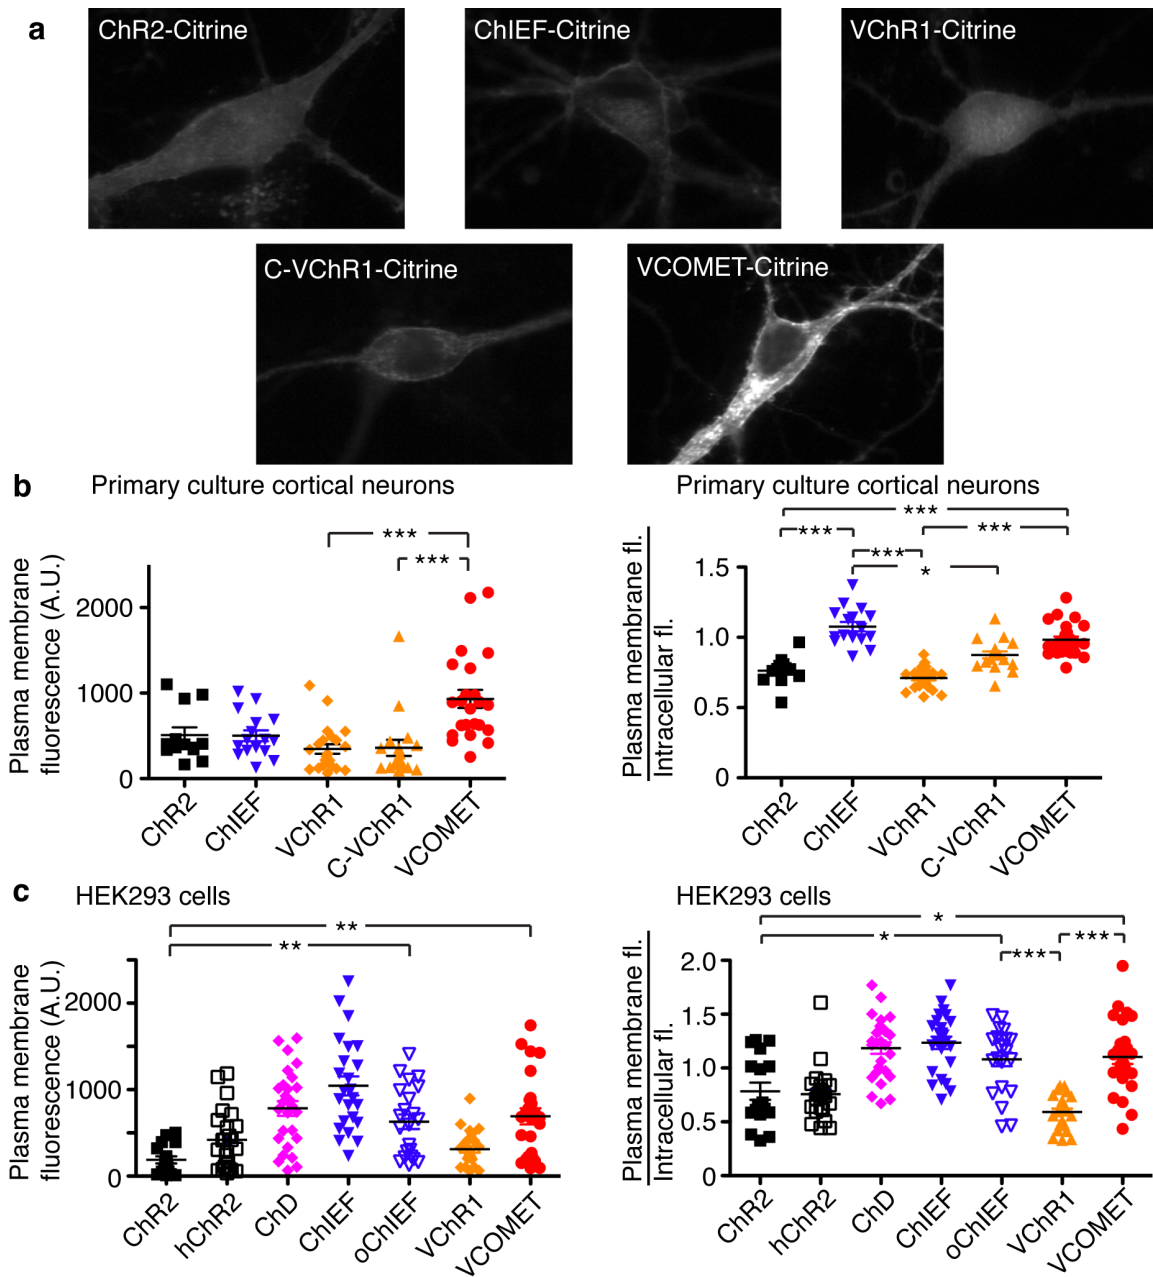 a
ChR2-Citrine
ChIEF-Citrine
VChR1-Citrine
C-VChR1-Citrine
VCOMET-Citrine
b
Primary culture cortical neurons
Plasma membrane
fluorescence (A.U.)
2000
1000
0
***
***
ChR2
ChIEF
VChR1
C-VChR1
VCOMET
Primary culture cortical neurons
Plasma membrane fl.
Intracellular fl.
1.5
1.0
0.5
0
***
***
***
***
*
ChR2
ChIEF
VChR1
C-VChR1
VCOMET
c
HEK293 cells
Plasma membrane
fluorescence (A.U.)
2000
1000
0
**
**
ChR2
hChR2
ChD
ChIEF
oChIEF
VChR1
VCOMET
HEK293 cells
Plasma membrane fl.
Intracellular fl.
2.0
1.5
1.0
0.5
0
*
*
***
***
ChR2
hChR2
ChD
ChIEF
oChIEF
VChR1
VCOMET